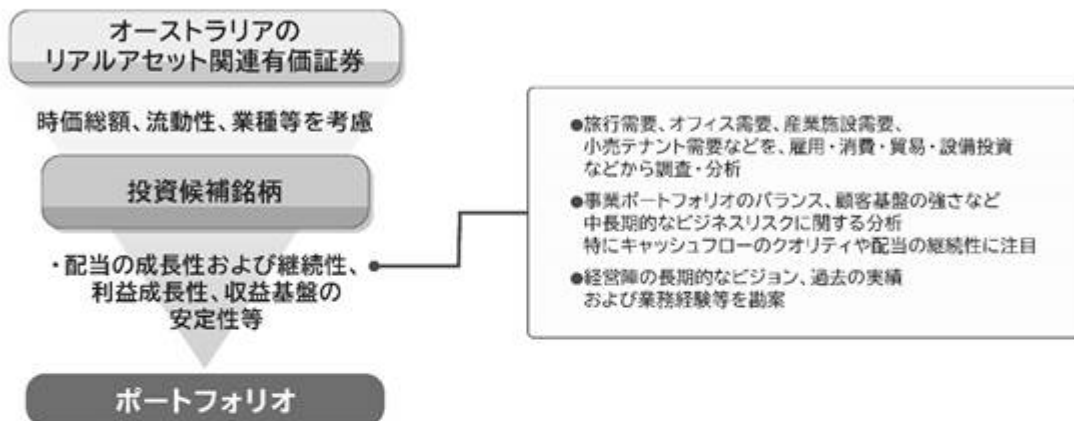 オーストラリアの
リアルアセット関連有価証券
時価総額、流動性、業種等を考慮
投資候補銘柄
・配当の成長性および継続性、
利益成長性、収益基盤の
安定性等
ポートフォリオ
●旅行需要、オフィス需要、産業施設需要、
小売テナント需要などを、雇用・消費・貿易・設備投資
などから調査・分析
●事業ポートフォリオのバランス、顧客基盤の強さなど
中長期的なビジネスリスクに関する分析
特にキャッシュフローのクオリティや配当の継続性に注目
●経営陣の長期的なビジョン、過去の実績
および業務経験等を勘案